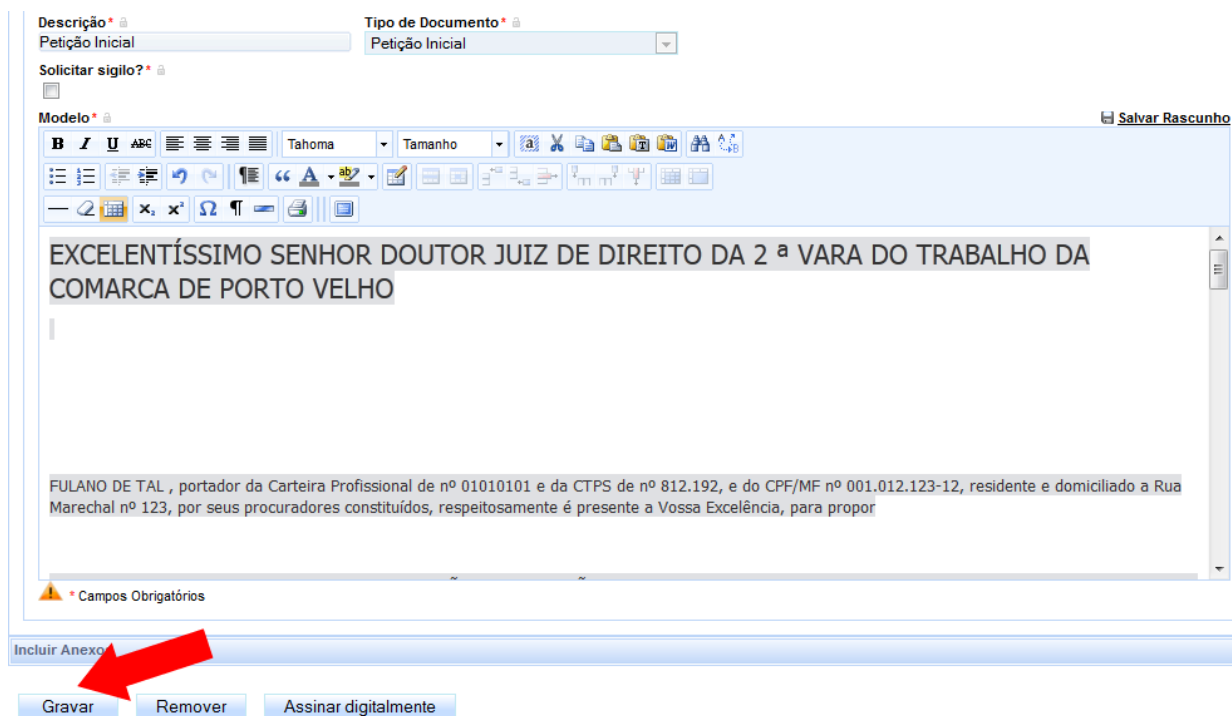 Descrição* Tipo de Documento*
Petição Inicial Petição Inicial
Solicitar sigilo?*
Modelo* Salvar Rascunho
B I U ABC Tahoma Tamanho
EXCELENTÍSSIMO SENHOR DOUTOR JUIZ DE DIREITO DA 2 ª VARA DO TRABALHO DA
COMARCA DE PORTO VELHO
FULANO DE TAL , portador da Carteira Profissional de nº 01010101 e da CTPS de nº 812.192, e do CPF/MF nº 001.012.123-12, residente e domiciliado a Rua
Marechal nº 123, por seus procuradores constituídos, respeitosamente é presente a Vossa Excelência, para propor
* Campos Obrigatórios
Incluir
Gravar Remover Assinar digitalmente